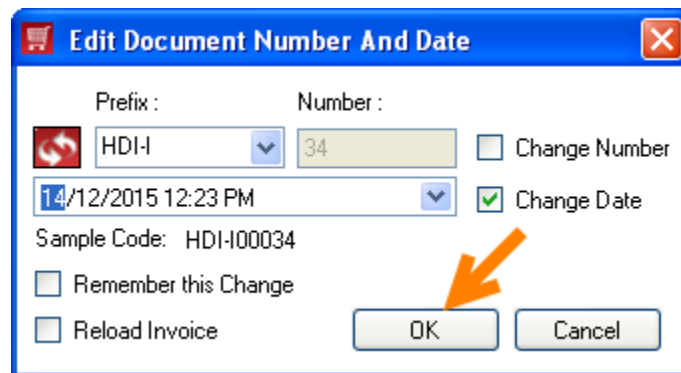 Edit Document Number And Date
Prefix : Number :
HDI-I 34 Change Number
14/12/2015 12:23 PM Change Date
Sample Code: HDI-I00034
Remember this Change
Reload Invoice OK Cancel